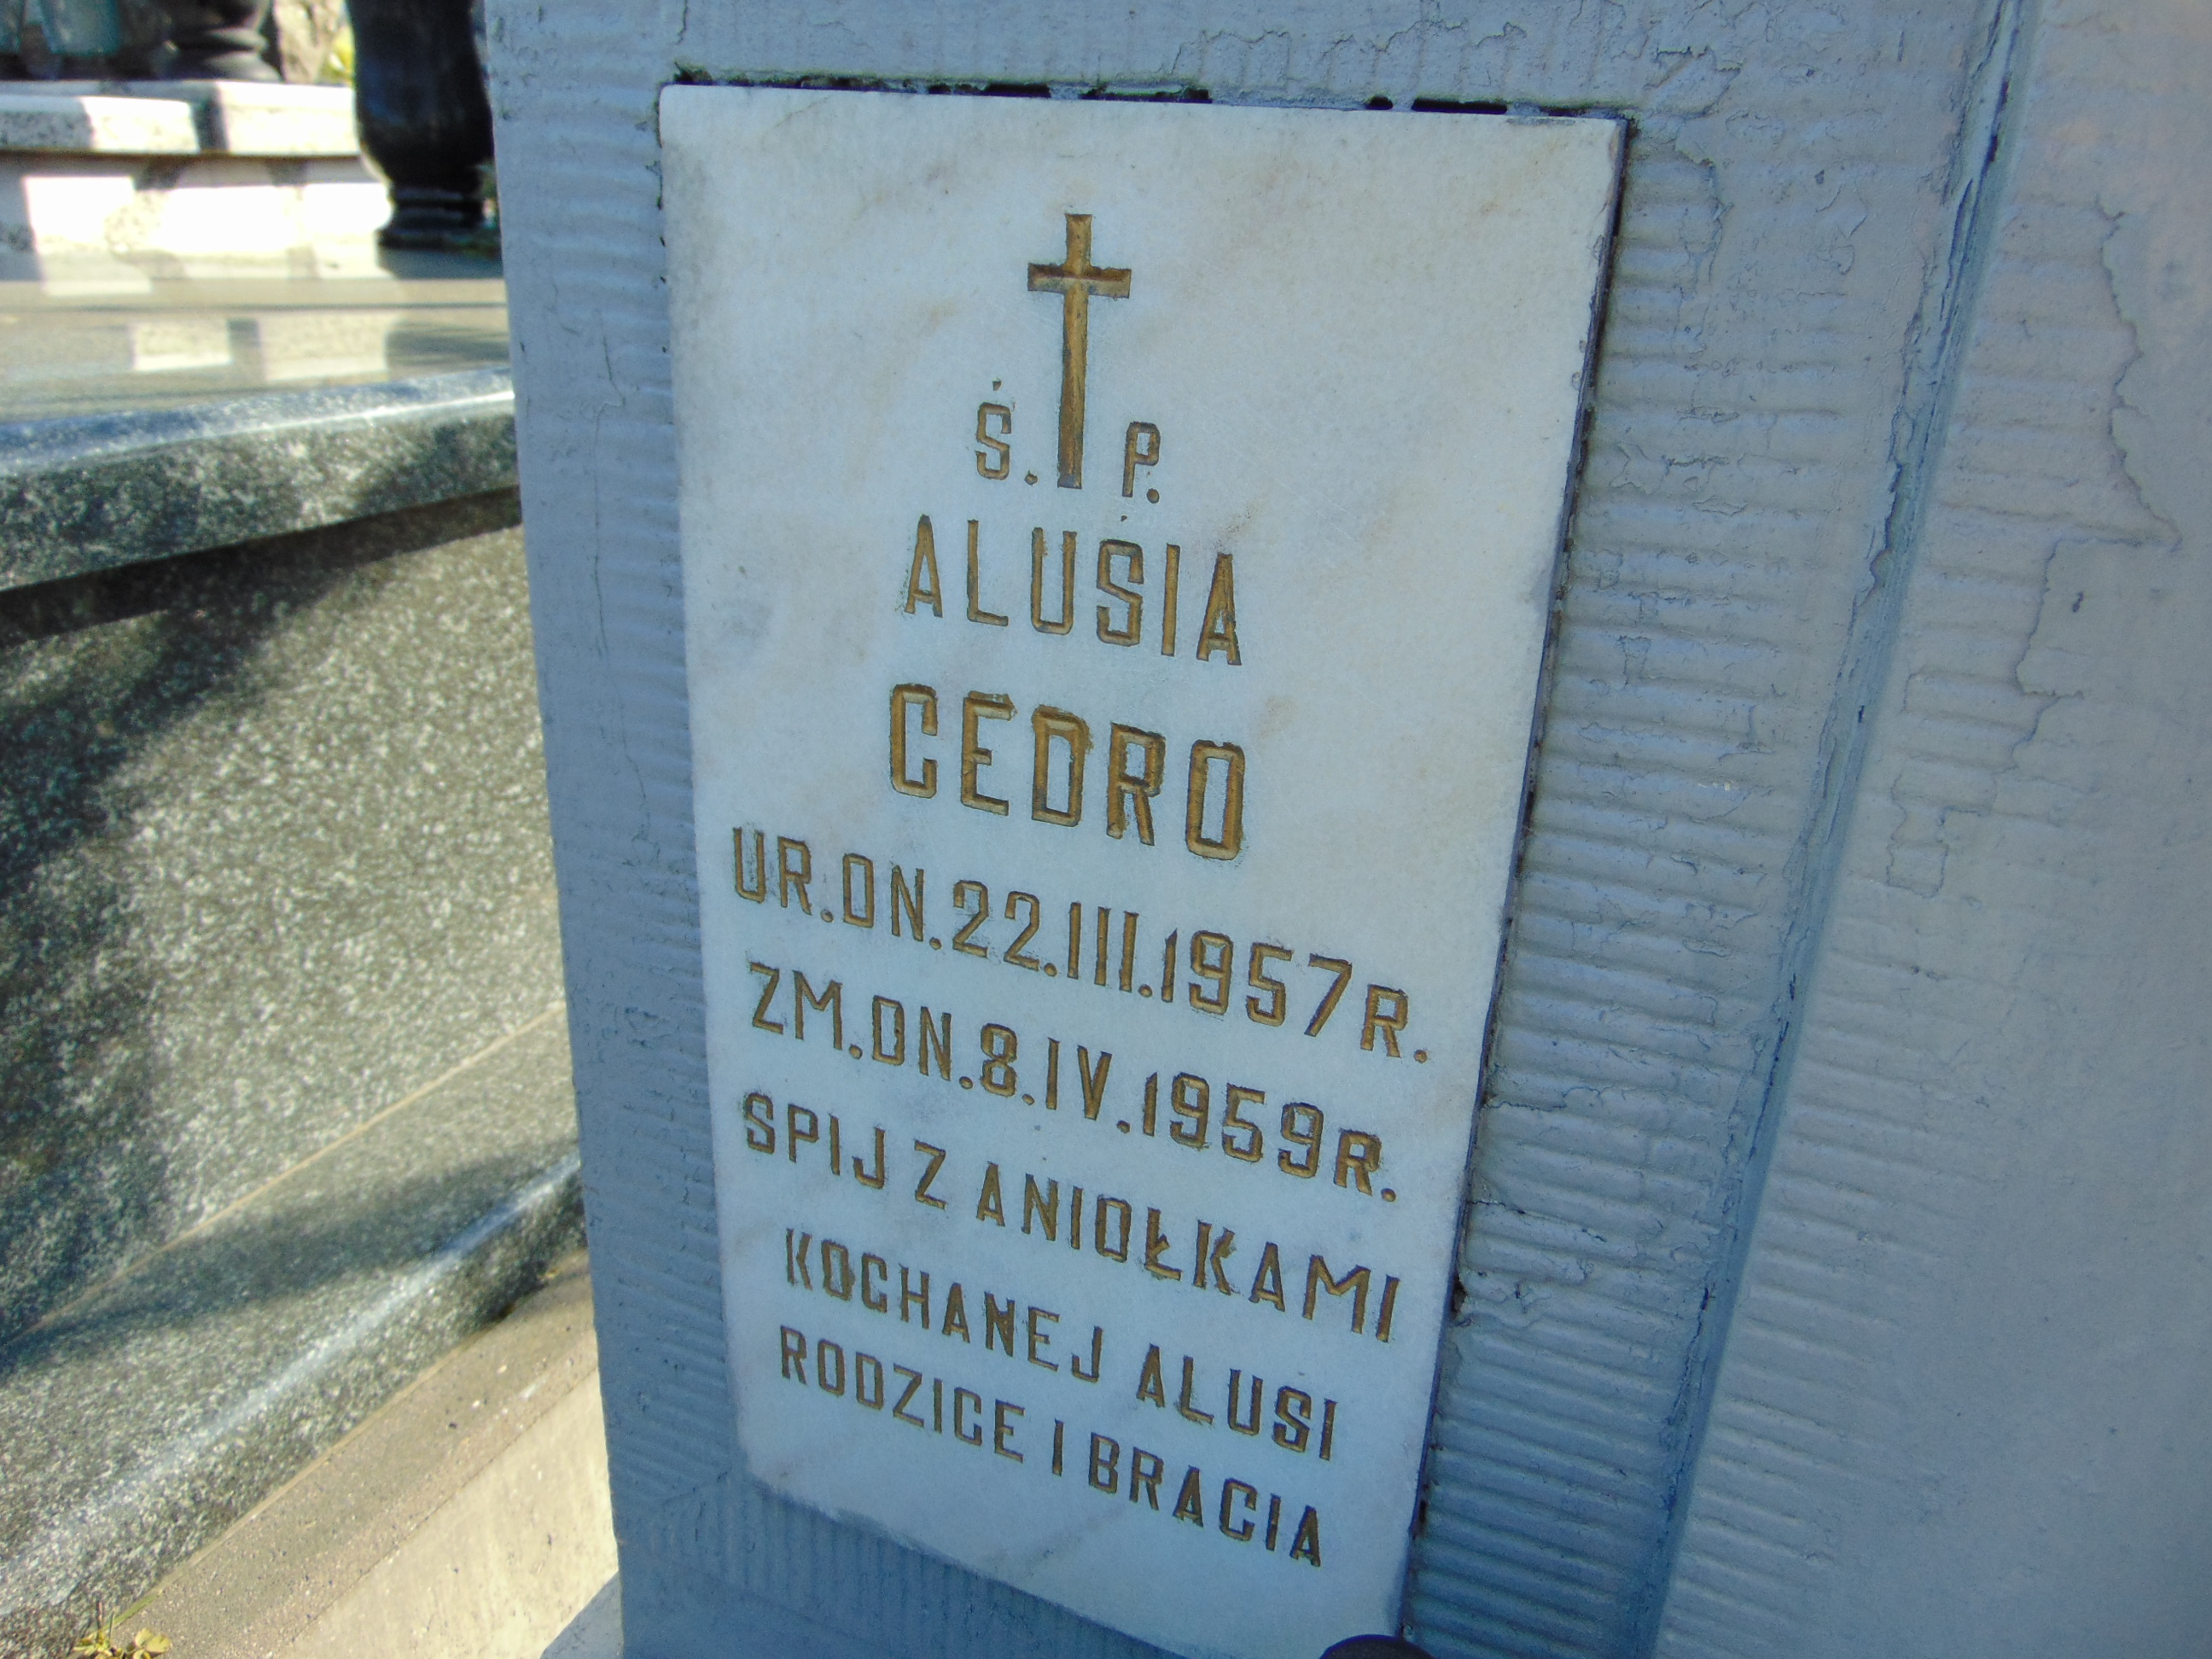 Ś. P.
ALUŚIA
CEDRO
UR.DN.22.III.1957R.
ZM.DN.8.IV.1959R.
SPIJ Z ANIOŁKAMI
KOCHANEJ ALUSI
RODZICE I BRACIA